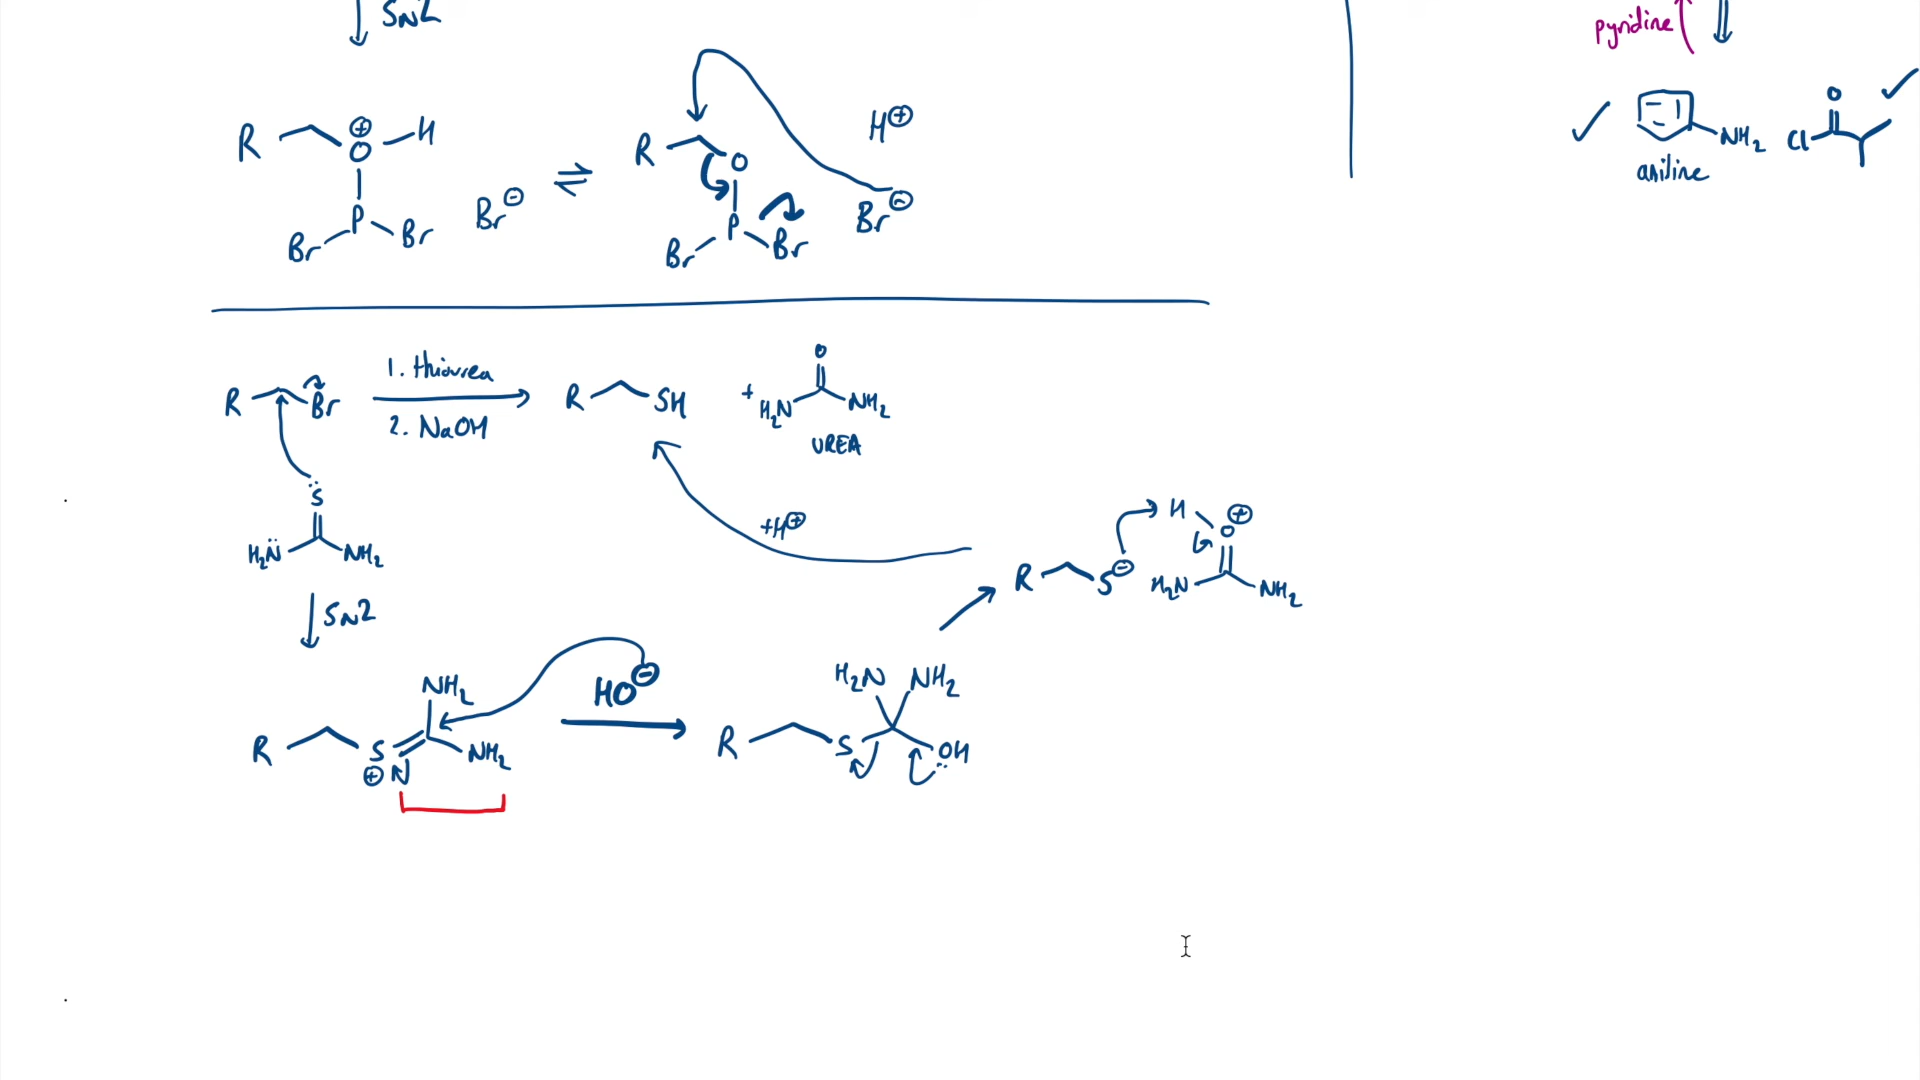 SN2
pyridine
R
⊕
O
H
P
Br
Br
Br⊖
⇌
R
O
P
Br
Br
H⊕
Br⊖
NH2
aniline
O
Cl
R
Br
1. thiourea
2. NaOH
R
SH
+
O
H2N
NH2
UREA
S
H2N
NH2
+H⊕
R
S⊖
H
O⊕
H2N
NH2
SN2
R
S
⊕
N
NH2
NH2
HO⊖
R
S
H2N
NH2
OH